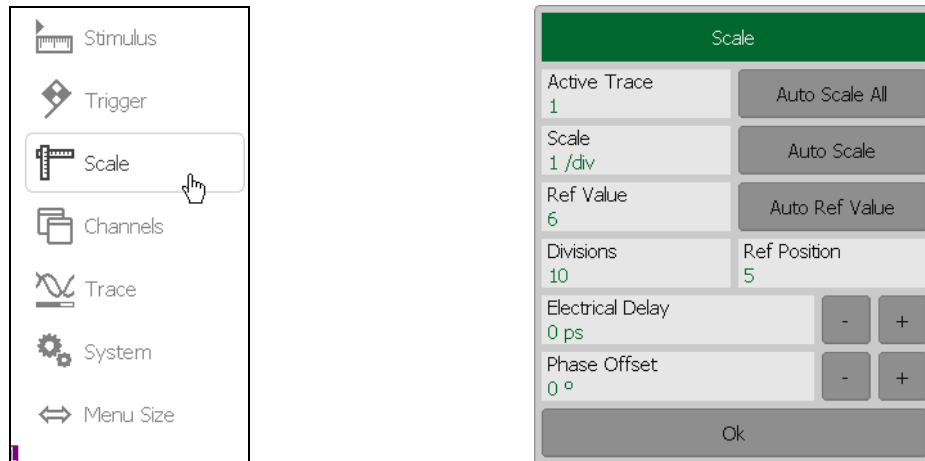 Stimulus
Trigger
Scale
Channels
Trace
System
Menu Size
Scale
Active Trace
1
Auto Scale All
Scale
1 /div
Auto Scale
Ref Value
6
Auto Ref Value
Divisions
10
Ref Position
5
Electrical Delay
0 ps
-
+
Phase Offset
0 °
-
+
Ok